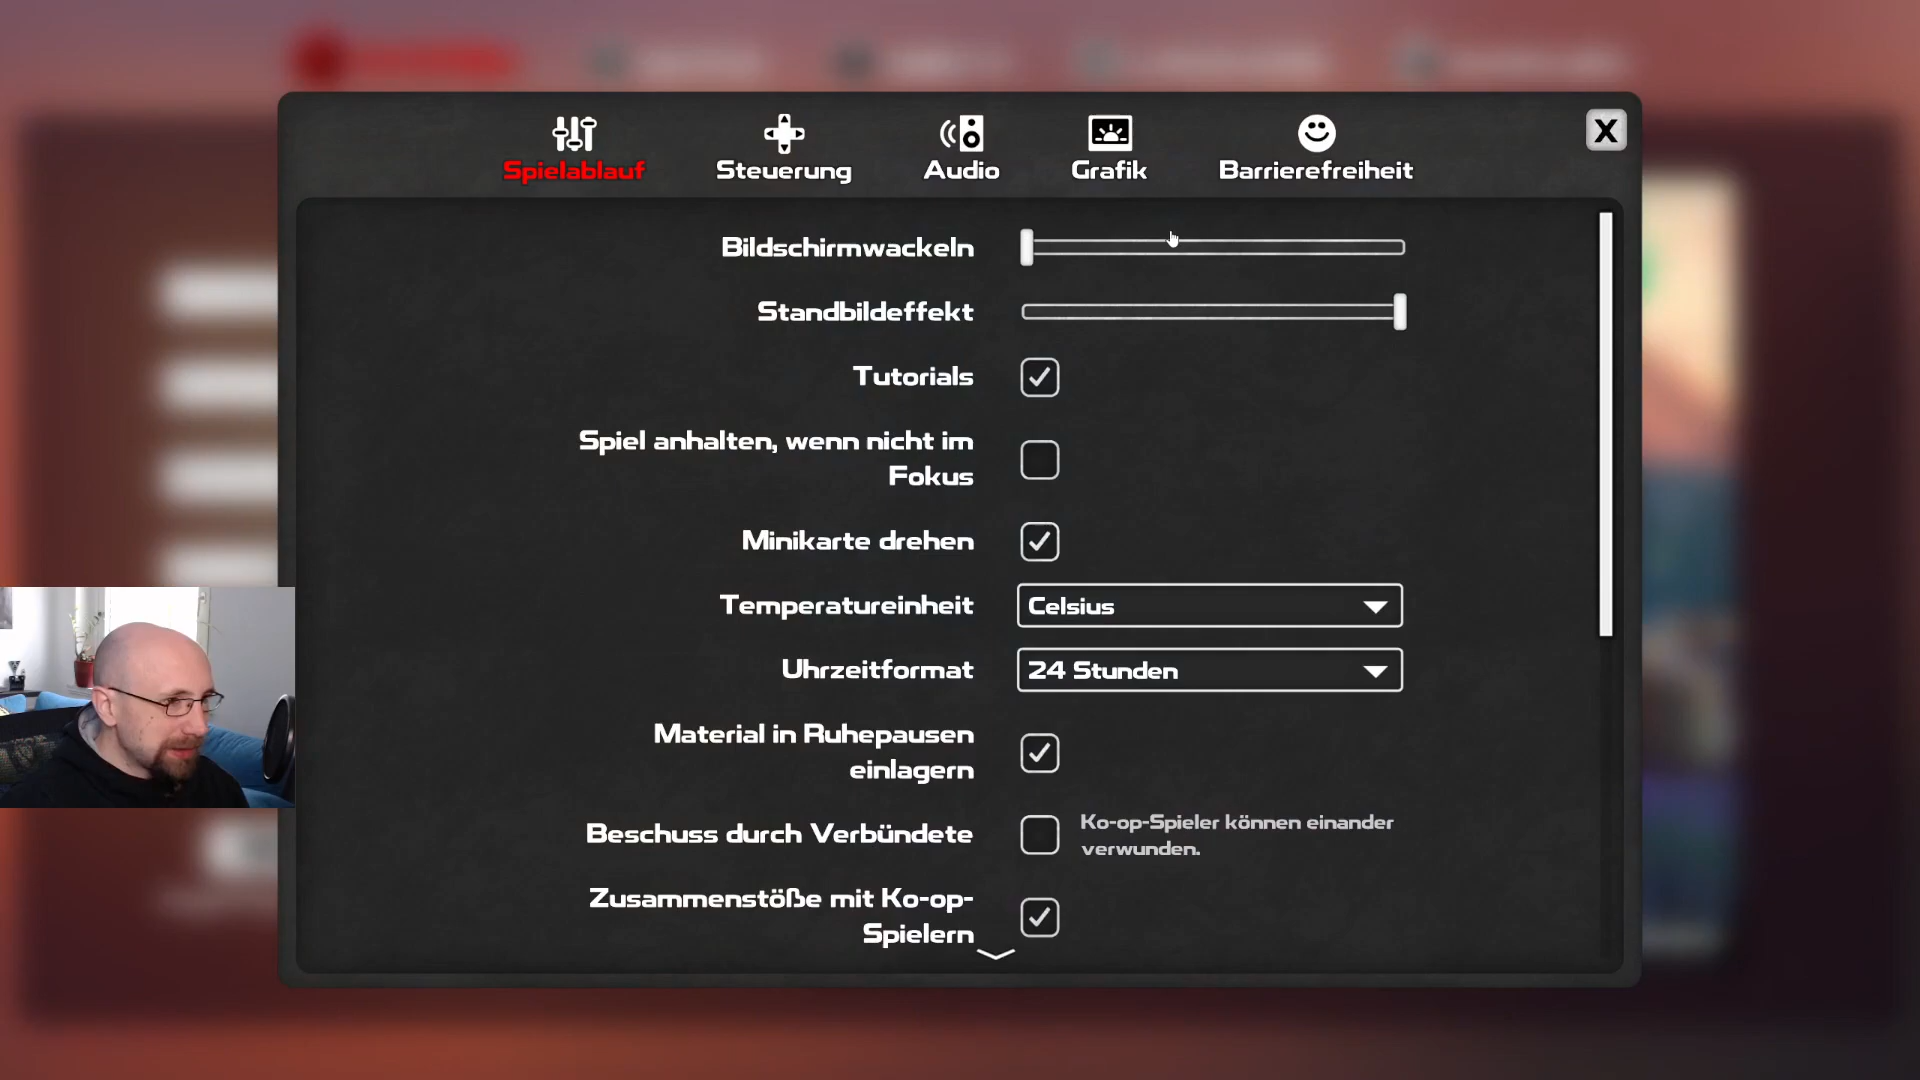 Spielablauf
Steuerung
Audio
Grafik
Barrierefreiheit
X
Bildschirmwackeln
Standbildeffekt
Tutorials
Spiel anhalten, wenn nicht im
Fokus
Minikarte drehen
Temperatureinheit
Celsius
Uhrzeitformat
24 Stunden
Material in Ruhepausen
einlagern
Beschuss durch Verbündete
Ko-op-Spieler können einander
verwunden.
Zusammenstöße mit Ko-op-
Spielern